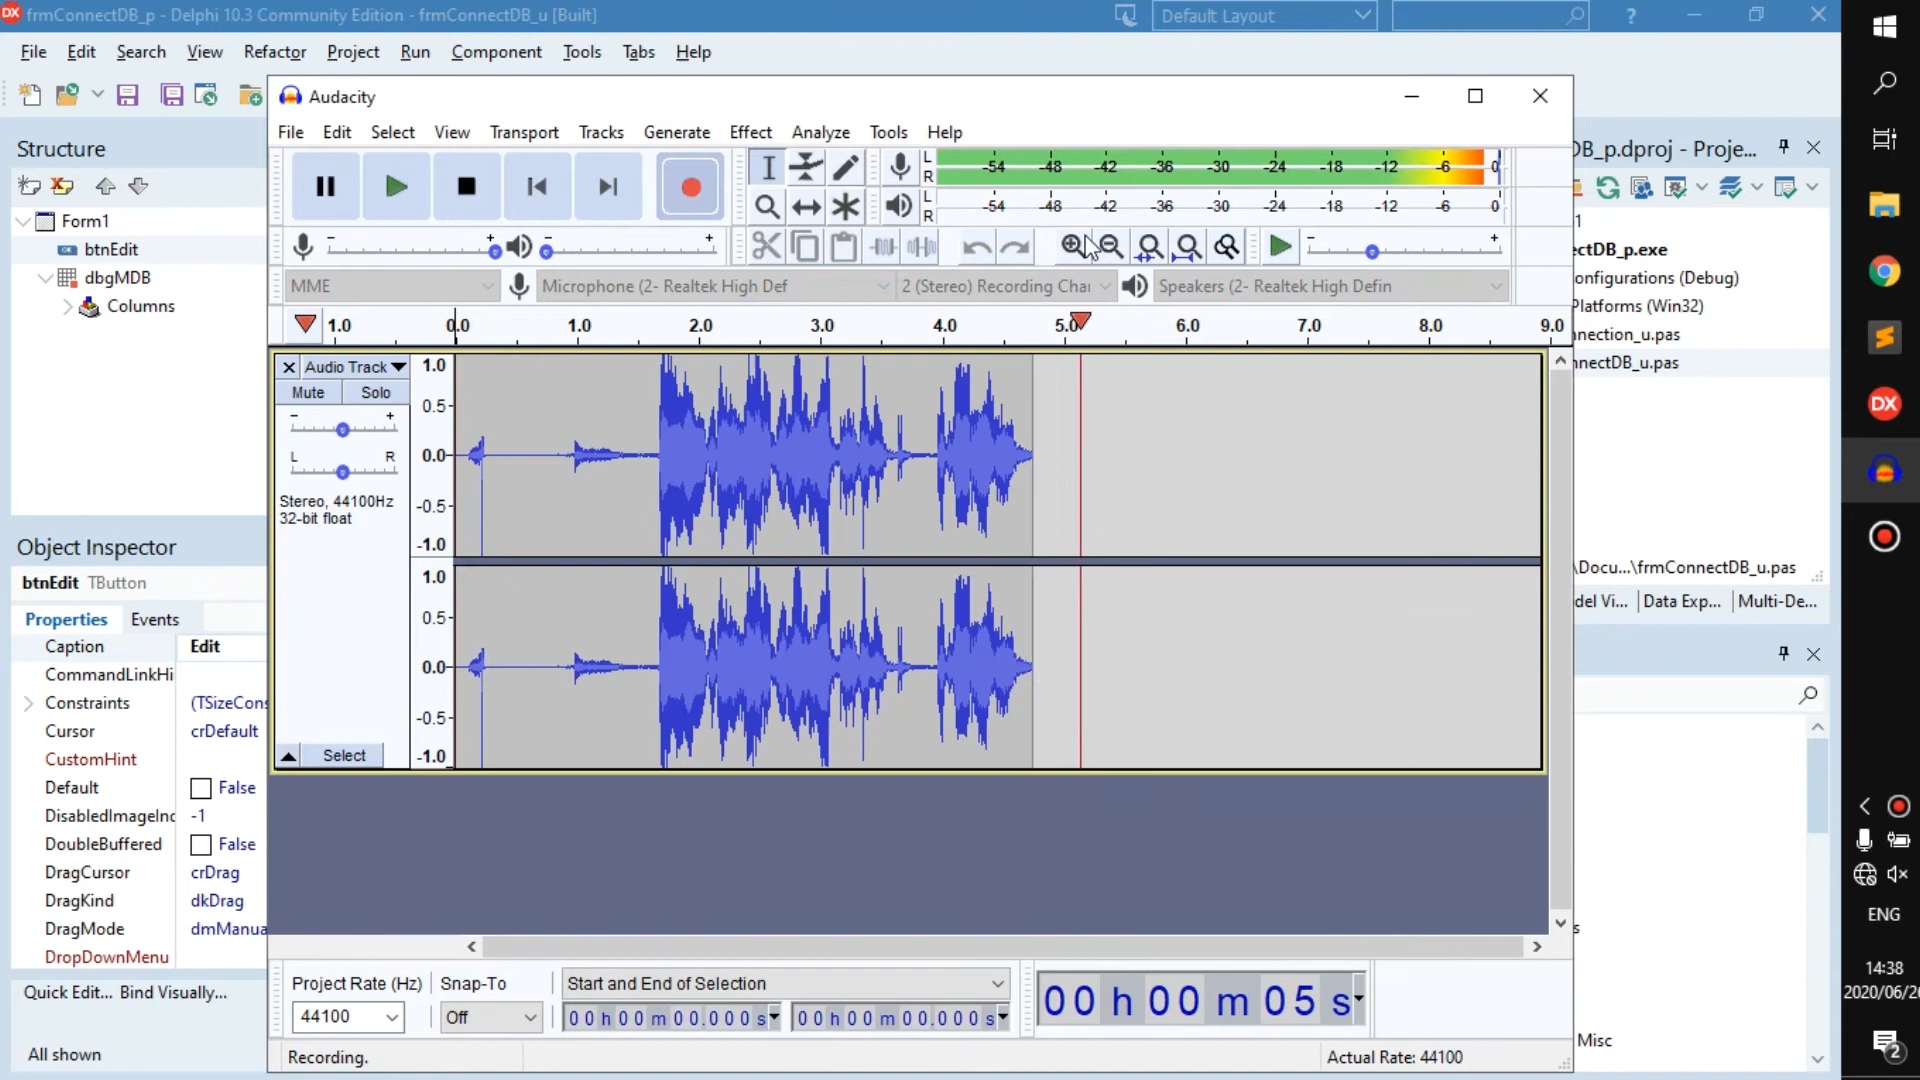 frmConnectDB_p - Delphi 10.3 Community Edition - frmConnectDB_u [Built]
Default Layout
?
File Edit Search View Refactor Project Run Component Tools Tabs Help
Structure
Form1
btnEdit
dbgMDB
Columns
Object Inspector
btnEdit TButton
Properties Events
Caption Edit
CommandLinkHi
Constraints (TSizeCons
Cursor crDefault
CustomHint
Default False
DisabledImageInd -1
DoubleBuffered False
DragCursor crDrag
DragKind dkDrag
DragMode dmManua
DropDownMenu
Quick Edit... Bind Visually...
All shown
Audacity
File Edit Select View Transport Tracks Generate Effect Analyze Tools Help
L
R
-54 -48 -42 -36 -30 -24 -18 -12 -6 0
L
R
-54 -48 -42 -36 -30 -24 -18 -12 -6 0
- + - + - +
MME Microphone (2- Realtek High Def 2 (Stereo) Recording Chai Speakers (2- Realtek High Defin
1.0 0.0 1.0 2.0 3.0 4.0 5.0 6.0 7.0 8.0 9.0
Audio Track
Mute Solo
- +
L R
Stereo, 44100Hz
32-bit float
Select
1.0
0.5
0.0
-0.5
-1.0
1.0
0.5
0.0
-0.5
-1.0
Project Rate (Hz) Snap-To Start and End of Selection
44100 Off 00 h 00 m 00.000 s 00 h 00 m 00.000 s
00 h 00 m 05 s
Recording. Actual Rate: 44100
DB_p.dproj - Proje...
1
ectDB_p.exe
onfigurations (Debug)
Platforms (Win32)
nnection_u.pas
nnectDB_u.pas
\Docu...\frmConnectDB_u.pas
del Vi... Data Exp... Multi-De...
s
Misc
DX
ENG
14:38
2020/06/26
2